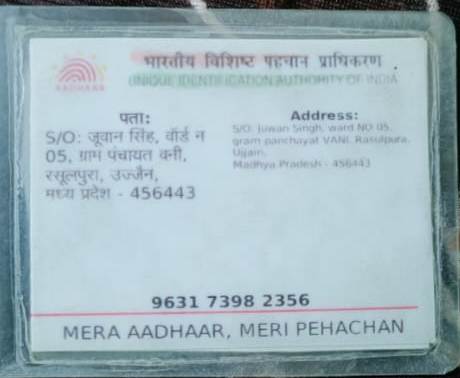 भारतीय विशिष्ट पहचान प्राधिकरण
UNIQUE IDENTIFICATION AUTHORITY OF INDIA
AADHAAR
पता:
S/O: जूवान सिंह, वॉर्ड न
05, ग्राम पंचायत वनी,
रसूलपुरा, उज्जैन,
मध्य प्रदेश - 456443
Address:
S/O: Juwan Singh, ward NO 05,
gram panchayat VANI, Rasulpura,
Ujjain,
Madhya Pradesh - 456443
9631 7398 2356
MERA AADHAAR, MERI PEHACHAN